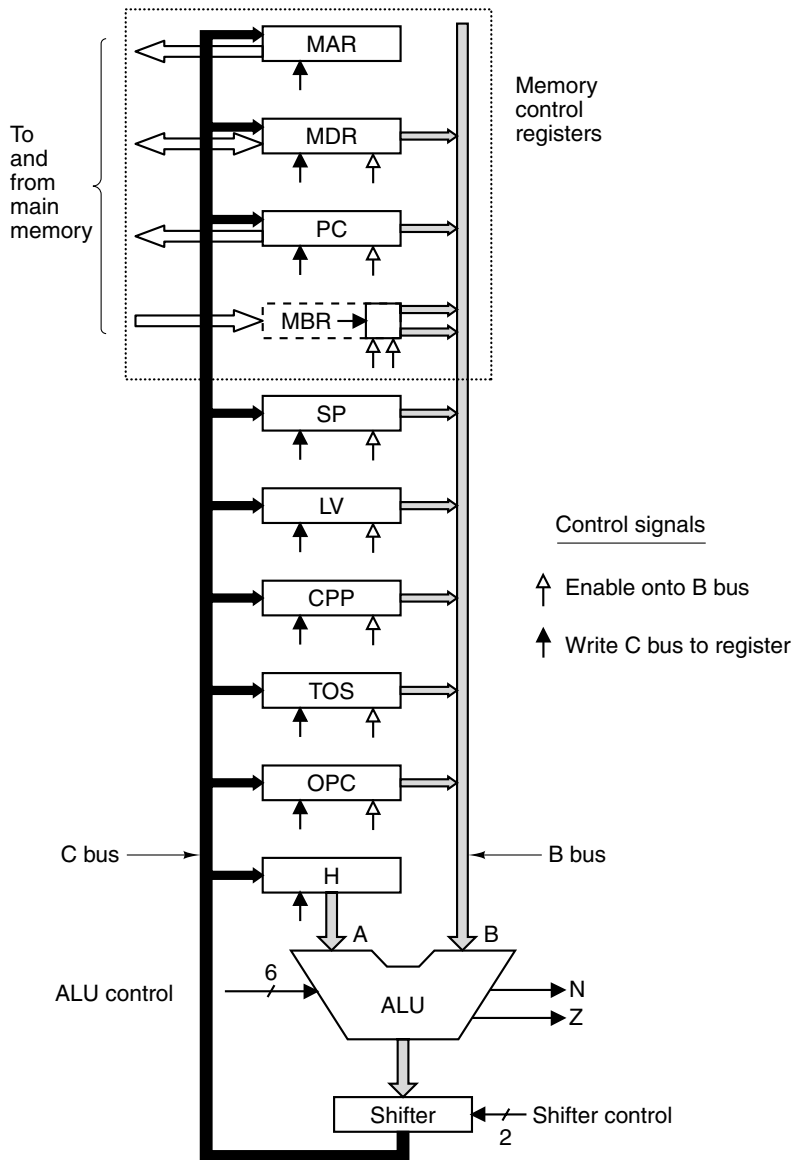 MAR
Memory
control
registers
To
and
from
main
memory
MDR
PC
MBR
SP
LV
Control signals
CPP
Enable onto B bus
Write C bus to register
TOS
OPC
C bus
B bus
H
A
B
6
ALU control
ALU
N
Z
Shifter
Shifter control
2